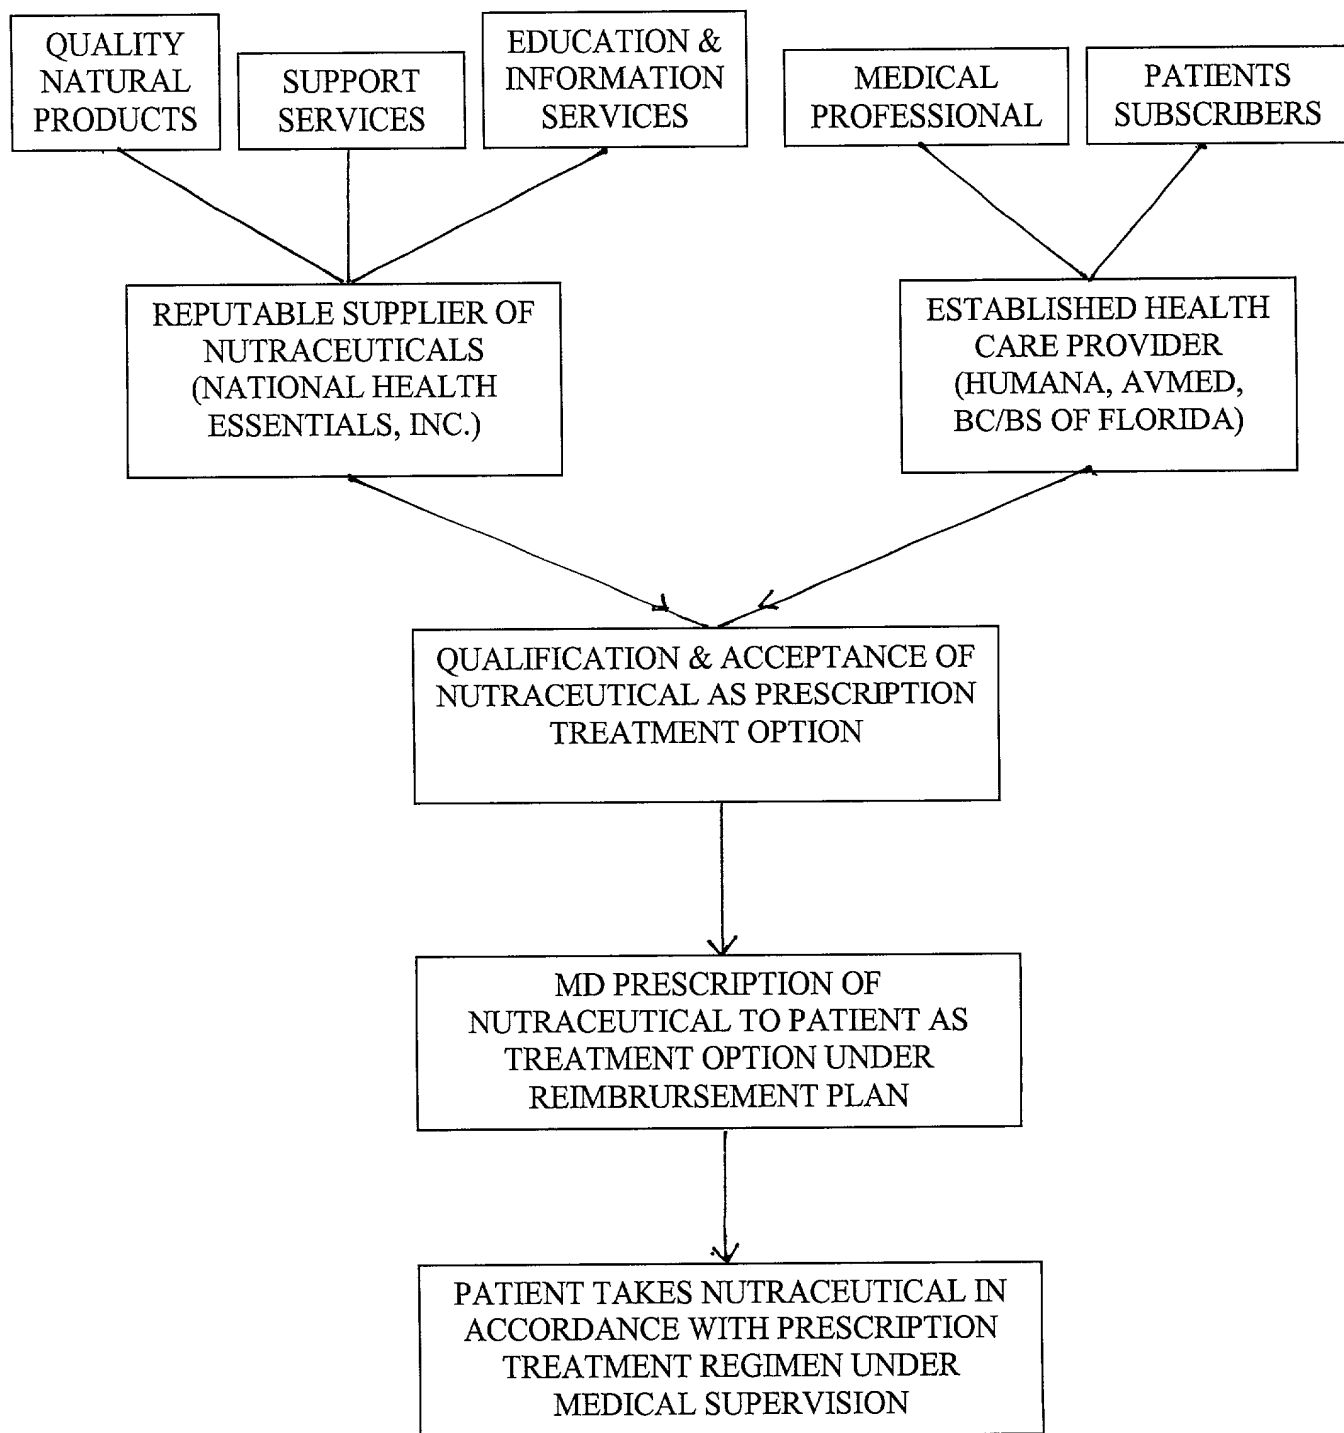 QUALITY
NATURAL
PRODUCTS
SUPPORT
SERVICES
EDUCATION &
INFORMATION
SERVICES
MEDICAL
PROFESSIONAL
PATIENTS
SUBSCRIBERS
REPUTABLE SUPPLIER OF
NUTRACEUTICALS
(NATIONAL HEALTH
ESSENTIALS, INC.)
ESTABLISHED HEALTH
CARE PROVIDER
(HUMANA, AVMED,
BC/BS OF FLORIDA)
QUALIFICATION & ACCEPTANCE OF
NUTRACEUTICAL AS PRESCRIPTION
TREATMENT OPTION
MD PRESCRIPTION OF
NUTRACEUTICAL TO PATIENT AS
TREATMENT OPTION UNDER
REIMBRURSEMENT PLAN
PATIENT TAKES NUTRACEUTICAL IN
ACCORDANCE WITH PRESCRIPTION
TREATMENT REGIMEN UNDER
MEDICAL SUPERVISION